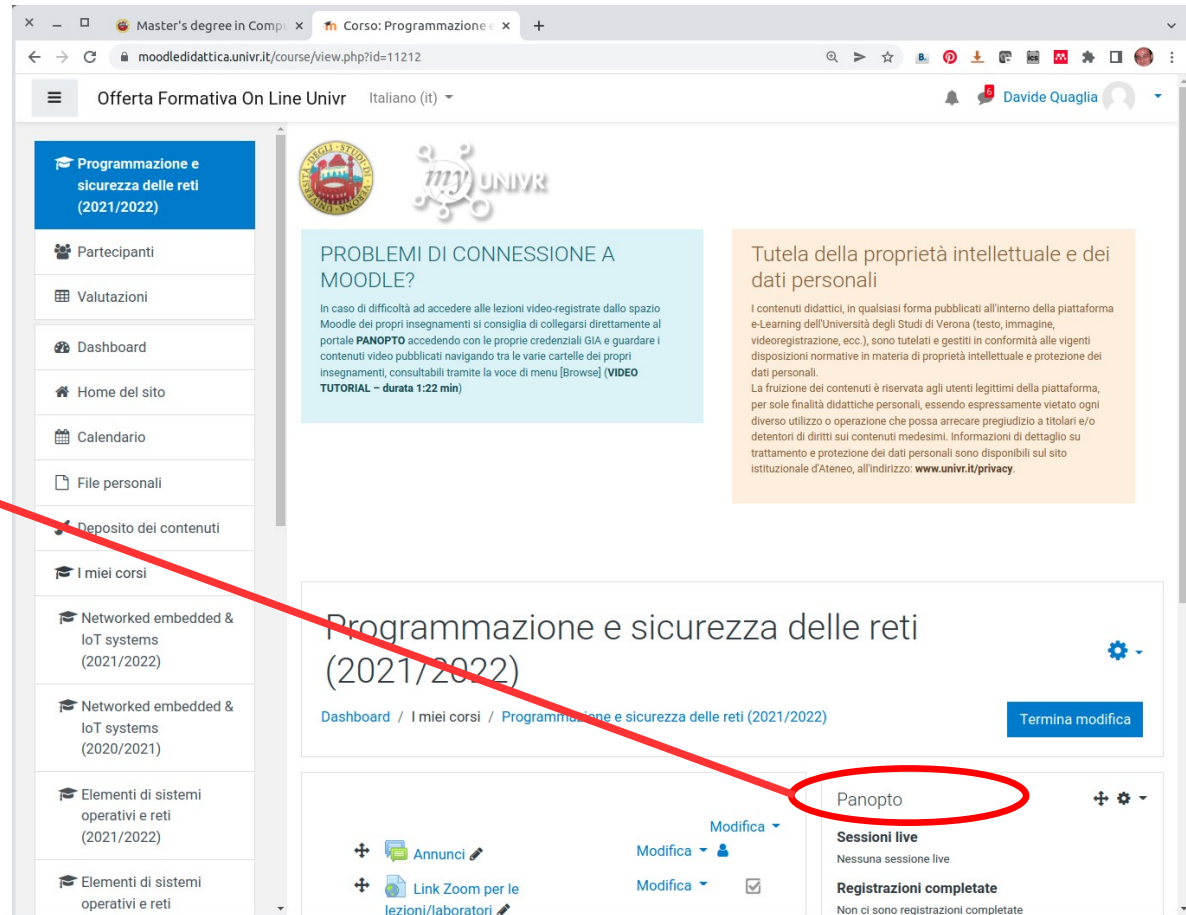 Master's degree in Compu
Corso: Programmazione e
moodledidattica.univr.it/course/view.php?id=11212
Offerta Formativa On Line Univr
Italiano (it)
6
Davide Quaglia
Programmazione e
sicurezza delle reti
(2021/2022)
Partecipanti
Valutazioni
Dashboard
Home del sito
Calendario
File personali
Deposito dei contenuti
I miei corsi
Networked embedded &
IoT systems
(2021/2022)
Networked embedded &
IoT systems
(2020/2021)
Elementi di sistemi
operativi e reti
(2021/2022)
Elementi di sistemi
operativi e reti
my UNIVR
PROBLEMI DI CONNESSIONE A
MOODLE?
In caso di difficoltà ad accedere alle lezioni video-registrate dallo spazio
Moodle dei propri insegnamenti si consiglia di collegarsi direttamente al
portale PANOPTO accedendo con le proprie credenziali GIA e guardare i
contenuti video pubblicati navigando tra le varie cartelle dei propri
insegnamenti, consultabili tramite la voce di menu [Browse] (VIDEO
TUTORIAL – durata 1:22 min)
Tutela della proprietà intellettuale e dei
dati personali
I contenuti didattici, in qualsiasi forma pubblicati all'interno della piattaforma
e-Learning dell'Università degli Studi di Verona (testo, immagine,
videoregistrazione, ecc.), sono tutelati e gestiti in conformità alle vigenti
disposizioni normative in materia di proprietà intellettuale e protezione dei
dati personali.
La fruizione dei contenuti è riservata agli utenti legittimi della piattaforma,
per sole finalità didattiche personali, essendo espressamente vietato ogni
diverso utilizzo o operazione che possa arrecare pregiudizio a titolari e/o
detentori di diritti sui contenuti medesimi. Informazioni di dettaglio su
trattamento e protezione dei dati personali sono disponibili sul sito
istituzionale d'Ateneo, all'indirizzo: www.univr.it/privacy.
Programmazione e sicurezza delle reti
(2021/2022)
Dashboard / I miei corsi / Programmazione e sicurezza delle reti (2021/2022)
Termina modifica
Modifica
Annunci
Modifica
Link Zoom per le
lezioni/laboratori
Modifica
Panopto
Sessioni live
Nessuna sessione live
Registrazioni completate
Non ci sono registrazioni completate